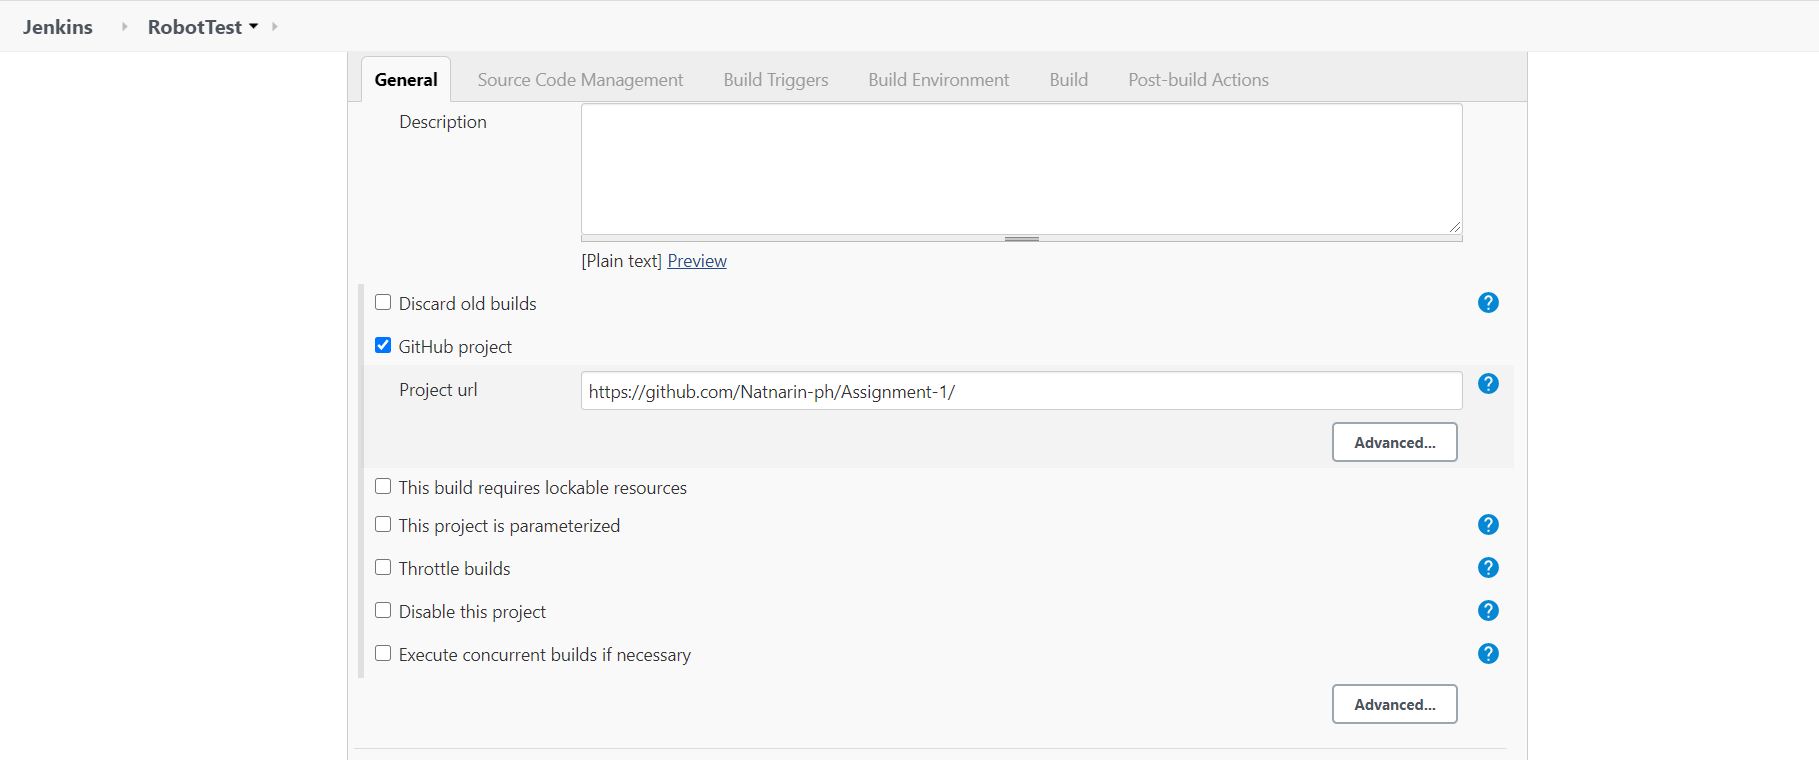 Jenkins RobotTest
General Source Code Management Build Triggers Build Environment Build Post-build Actions
Description
[Plain text] Preview
Discard old builds ?
GitHub project
Project url https://github.com/Natnarin-ph/Assignment-1/ ?
Advanced...
This build requires lockable resources
This project is parameterized ?
Throttle builds ?
Disable this project ?
Execute concurrent builds if necessary ?
Advanced...